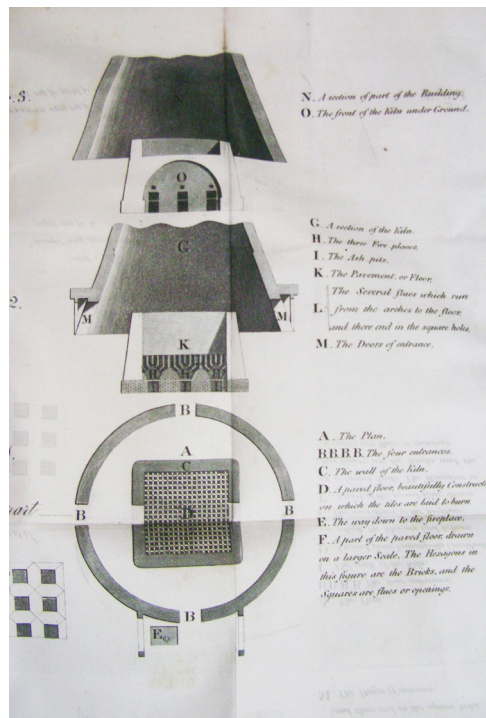 3.
N. A section of part of the Building.
O. The front of the Kiln under Ground.
O
G. A section of the Kiln.
H. The three Fire places.
I. The Ash pits.
K. The Pavement, or Floor,
The Several flues which run
L. from the arches to the floor,
and there end in the square holes.
M. The Doors of entrance.
2.
G
M
M
K
H H H
I I I
B
A
C
D
B
B
B
E
A. The Plan.
B.B.B.B. The four entrances.
C. The wall of the Kiln.
D. A paved floor, beautifully Construct
on which the tiles are laid to burn
E. The way down to the fireplace.
F. A part of the paved floor, drawn
on a larger Scale. The Hexagons in
this figure are the Bricks, and the
Squares are flues or openings.